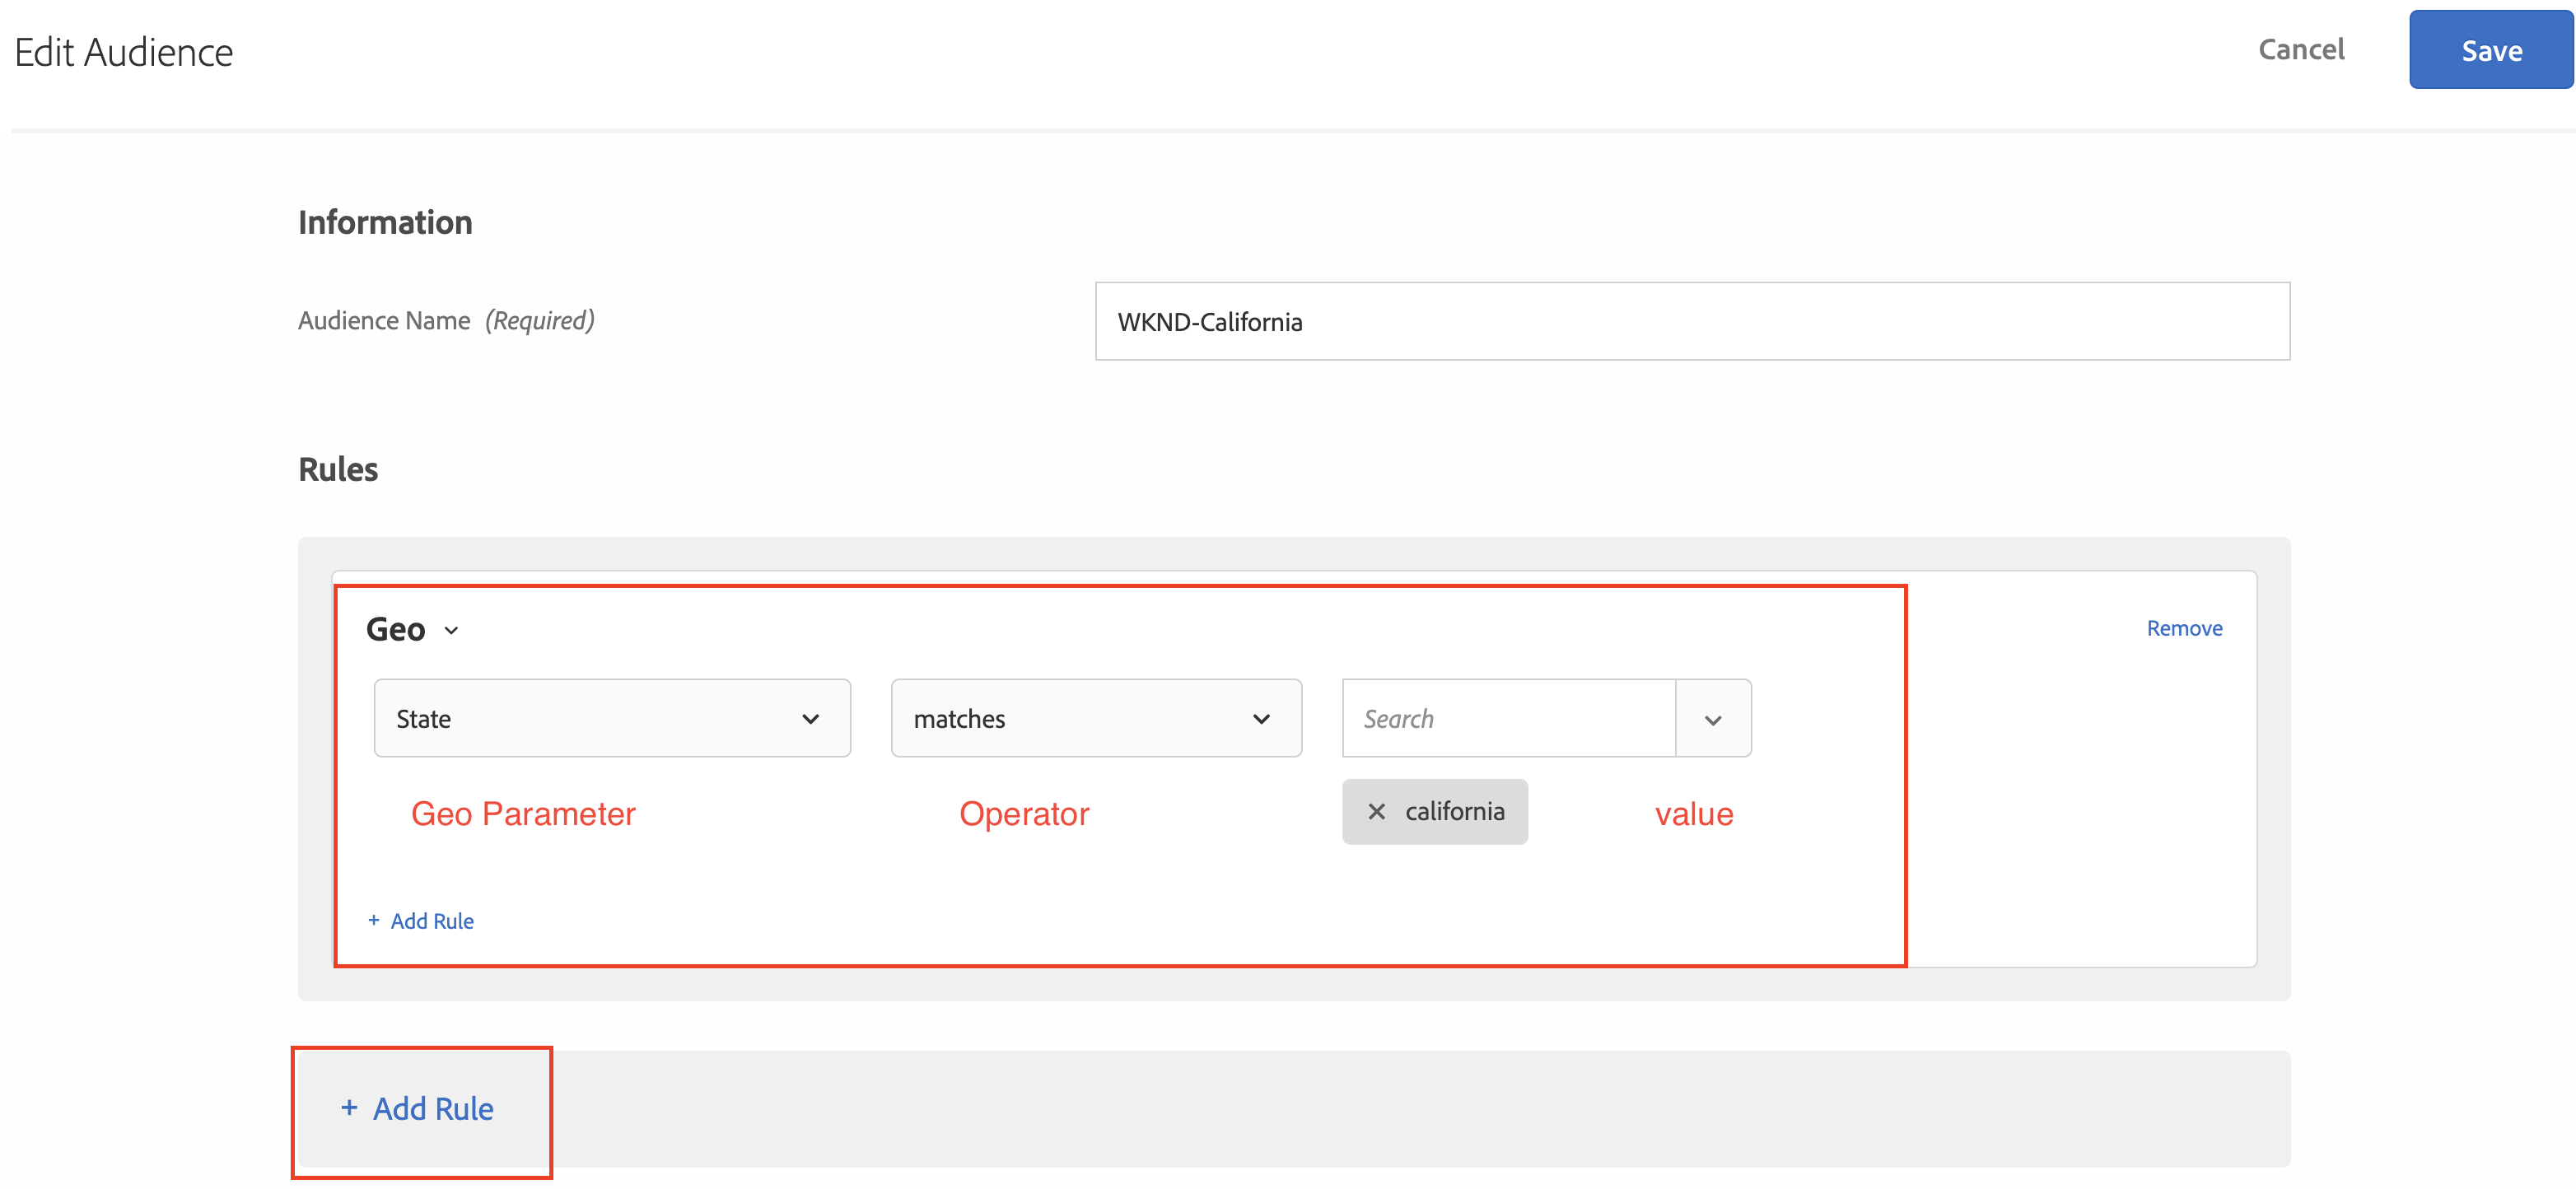 Edit Audience
Cancel
Save
Information
Audience Name (Required)
WKND-California
Rules
Geo
Remove
State
matches
Search
Geo Parameter
Operator
california
value
+ Add Rule
+ Add Rule